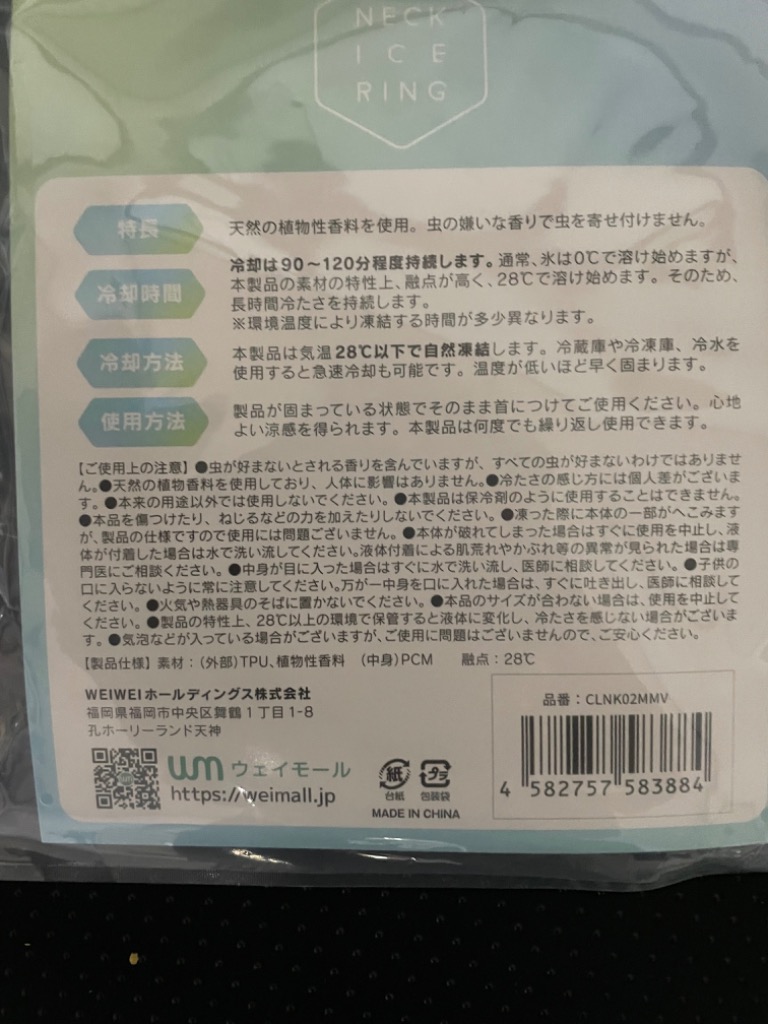 NECK
ICE
RING
特長
天然の植物性香料を使用。虫の嫌いな香りで虫を寄せ付けません。
冷却時間
冷却は90～120分程度持続します。通常、氷は0℃で溶け始めますが、
本製品の素材の特性上、融点が高く、28℃で溶け始めます。そのため、
長時間冷たさを持続します。
※環境温度により凍結する時間が多少異なります。
冷却方法
本製品は気温28℃以下で自然凍結します。冷蔵庫や冷凍庫、冷水を
使用すると急速冷却も可能です。温度が低いほど早く固まります。
使用方法
製品が固まっている状態でそのまま首につけてご使用ください。心地
よい涼感を得られます。本製品は何度でも繰り返し使用できます。
【ご使用上の注意】●虫が好まないとされる香りを含んでいますが、すべての虫が好まないわけではありませ
ん。●天然の植物性香料を使用しており、人体に影響はありません。●冷たさの感じ方には個人差がございま
す。●本来の用途以外では使用しないでください。●本製品は保冷剤のように使用することはできません。
●本品を傷つけたり、ねじるなどの力を加えたりしないでください。●凍った際に本体の一部がへこみます
が、製品の仕様ですので使用には問題ございません。●本体が破れてしまった場合はすぐに使用を中止し、液
体が付着した場合は水で洗い流してください。液体付着による肌荒れやかぶれ等の異常が見られた場合は専
門医にご相談ください。●中身が目に入った場合はすぐに水で洗い流し、医師に相談してください。●子供の
口に入らないように常に注意してください。万が一中身を口に入れた場合は、すぐに吐き出し、医師に相談して
ください。●火気や熱器具のそばに置かないでください。●本品のサイズが合わない場合は、使用を中止して
ください。●製品の特性上、28℃以上の環境で保管すると液体に変化し、冷たさを感じない場合がございま
す。●気泡などが入っている場合がございますが、ご使用に問題はございませんので、ご安心ください。
【製品仕様】素材：（外部）TPU、植物性香料　（中身）PCM　融点：28℃
WEIWEIホールディングス株式会社
福岡県福岡市中央区舞鶴１丁目1-8
孔ホーリーランド天神
wm ウェイモール
https://weimall.jp
紙
台紙
プラ
包装袋
MADE IN CHINA
品番：CLNK02MMV
4 582757 583884